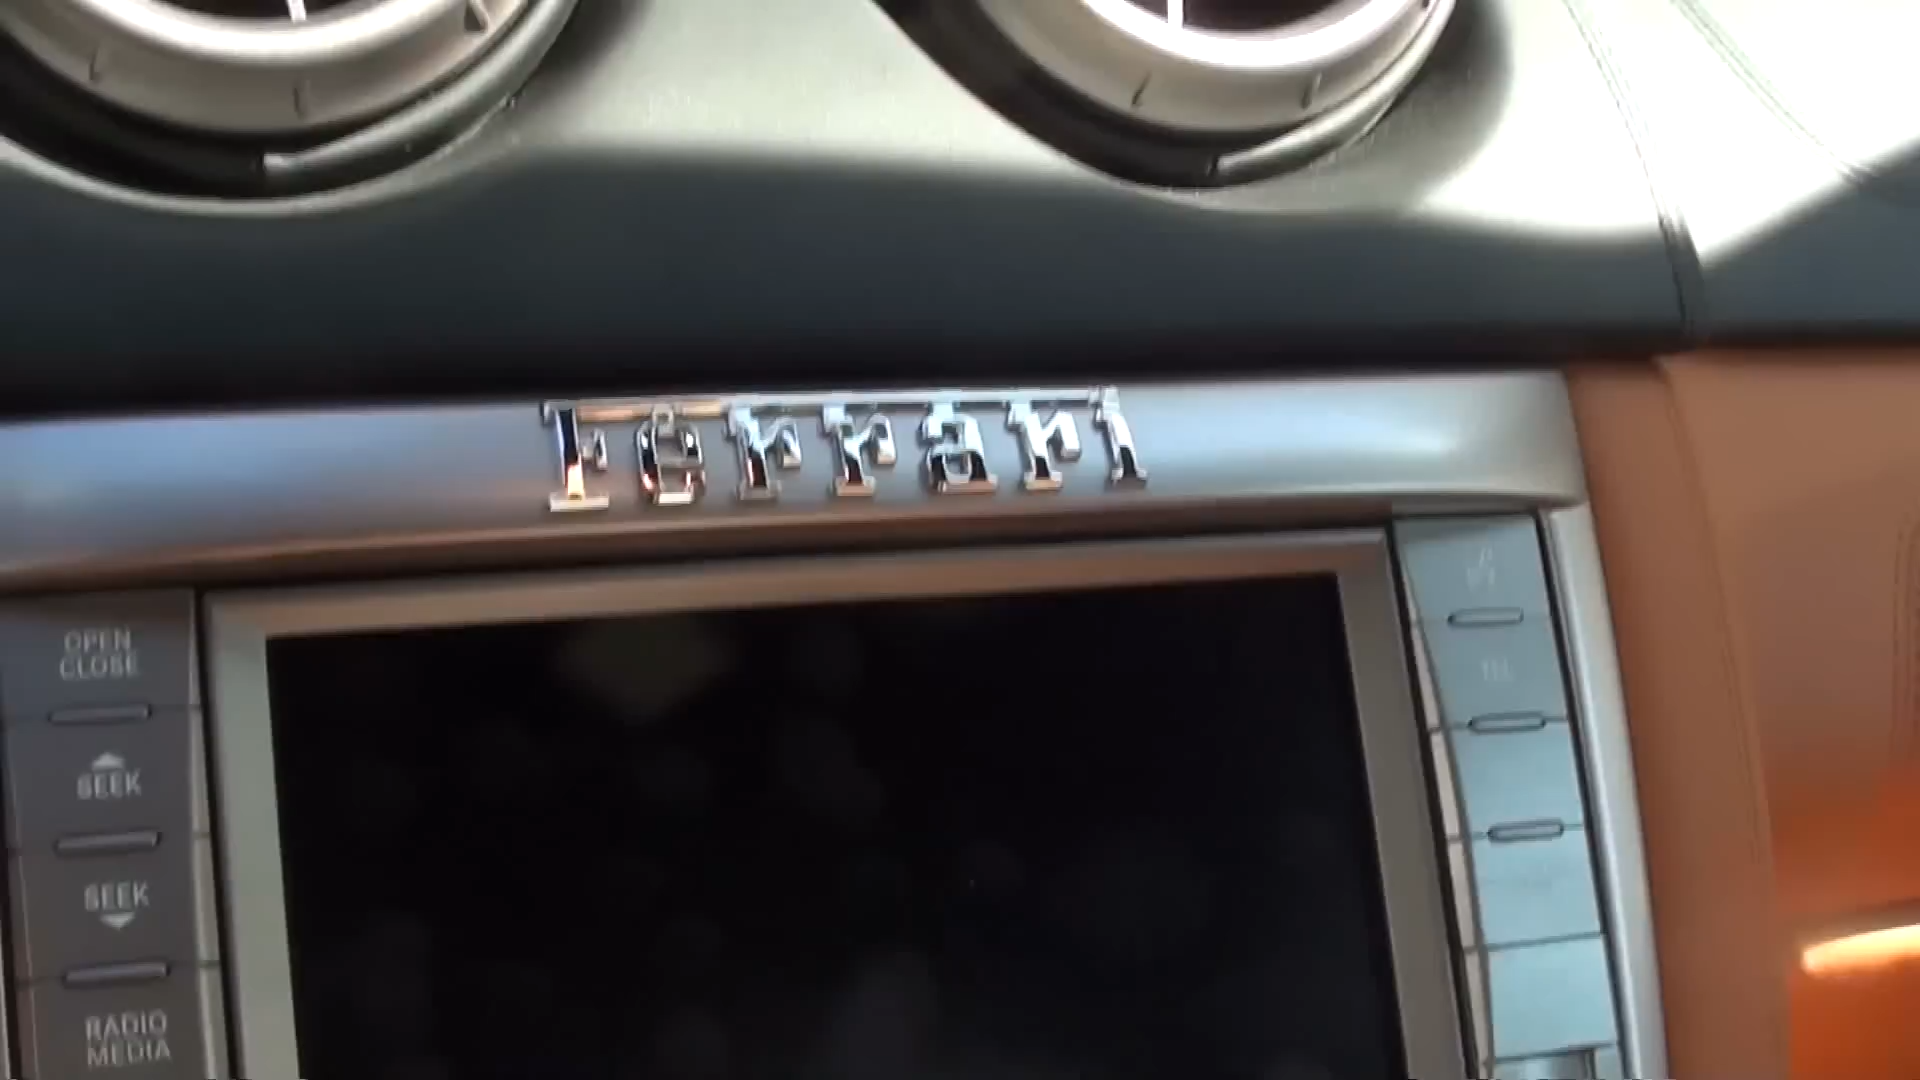 Ferrari
OPEN
CLOSE
SEEK
SEEK
RADIO
MEDIA